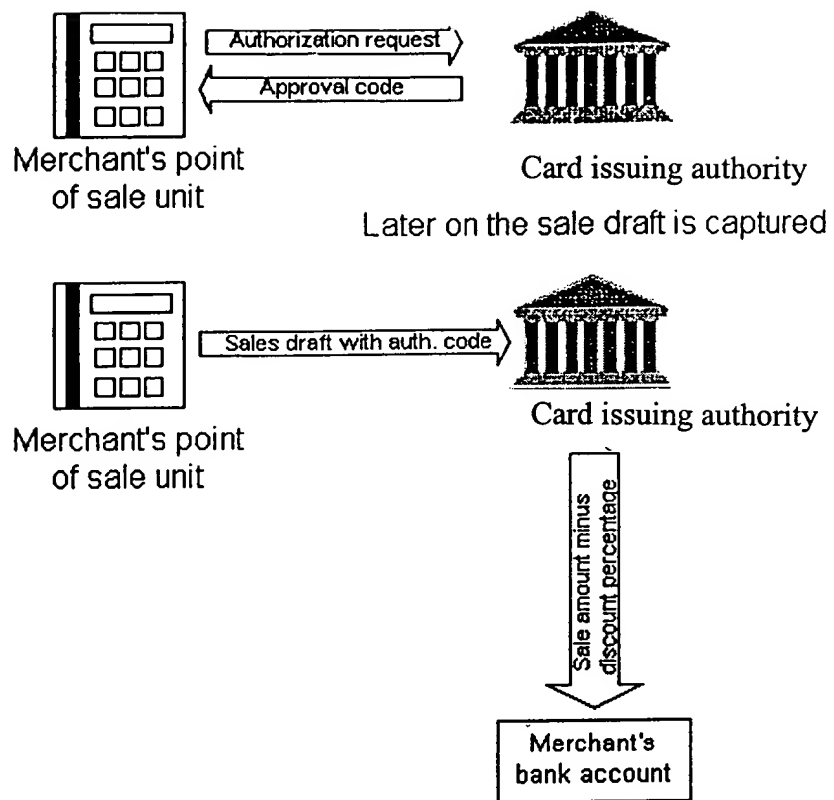 Authorization request
Approval code
Merchant's point
of sale unit
Card issuing authority
Later on the sale draft is captured
Sales draft with auth. code
Merchant's point
of sale unit
Card issuing authority
Sale amount minus
discount percentage
Merchant's
bank account